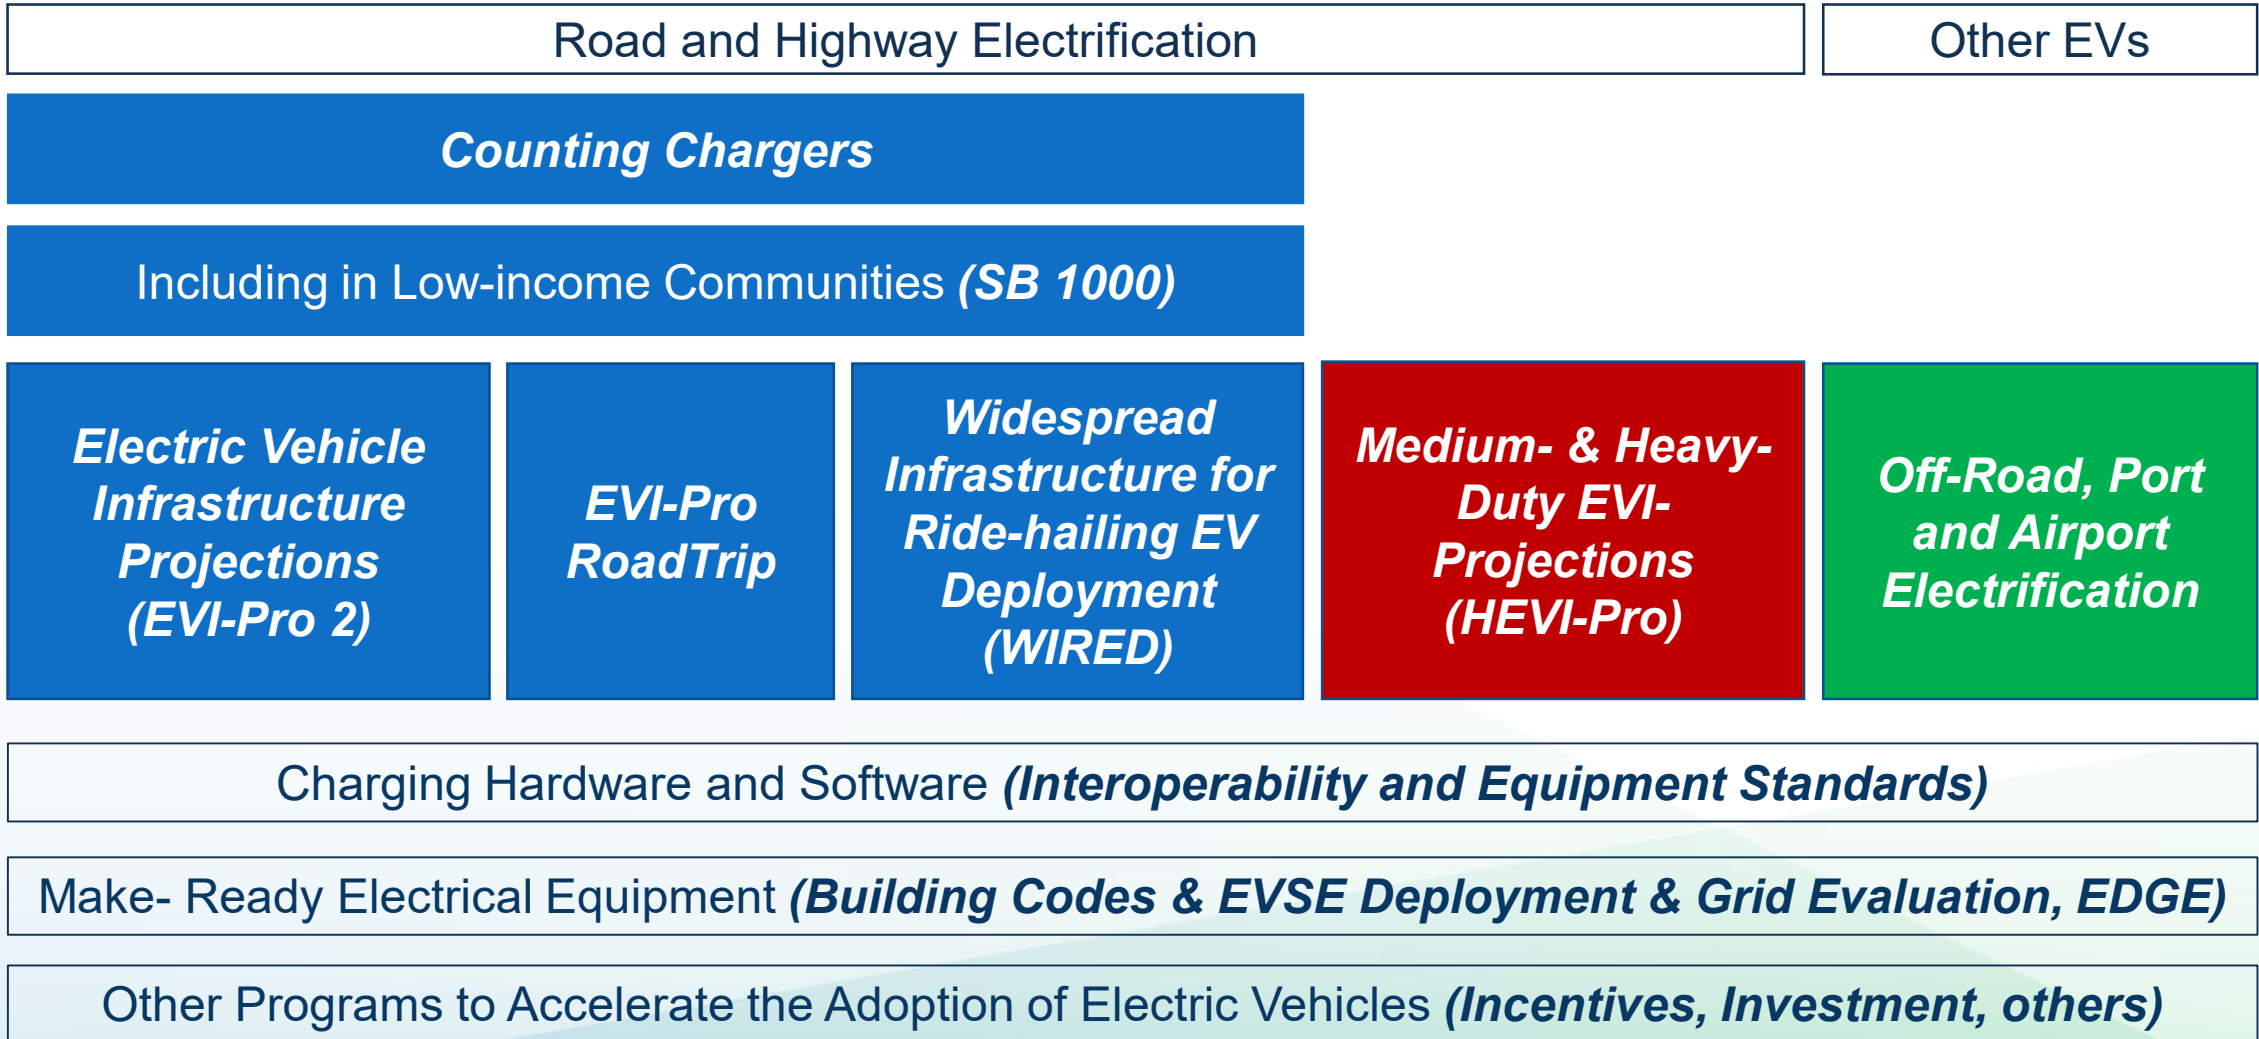 Road and Highway Electrification
Other EVs
Counting Chargers
Including in Low-income Communities (SB 1000)
Electric Vehicle
Infrastructure
Projections
(EVI-Pro 2)
EVI-Pro
RoadTrip
Widespread
Infrastructure for
Ride-hailing EV
Deployment
(WIRED)
Medium- & Heavy-
Duty EVI-
Projections
(HEVI-Pro)
Off-Road, Port
and Airport
Electrification
Charging Hardware and Software (Interoperability and Equipment Standards)
Make- Ready Electrical Equipment (Building Codes & EVSE Deployment & Grid Evaluation, EDGE)
Other Programs to Accelerate the Adoption of Electric Vehicles (Incentives, Investment, others)